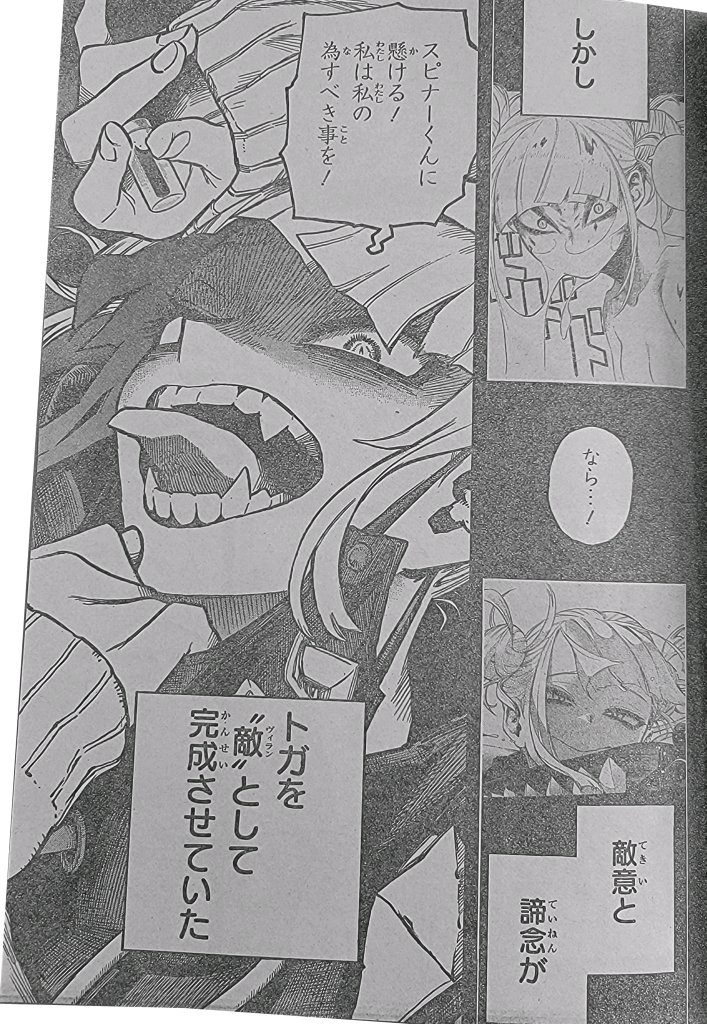 しかし
なら…!
敵意と
諦念が
スピナーくんに
懸ける!
私は私の
為すべき事を!
トガを
“敵”として
完成させていた